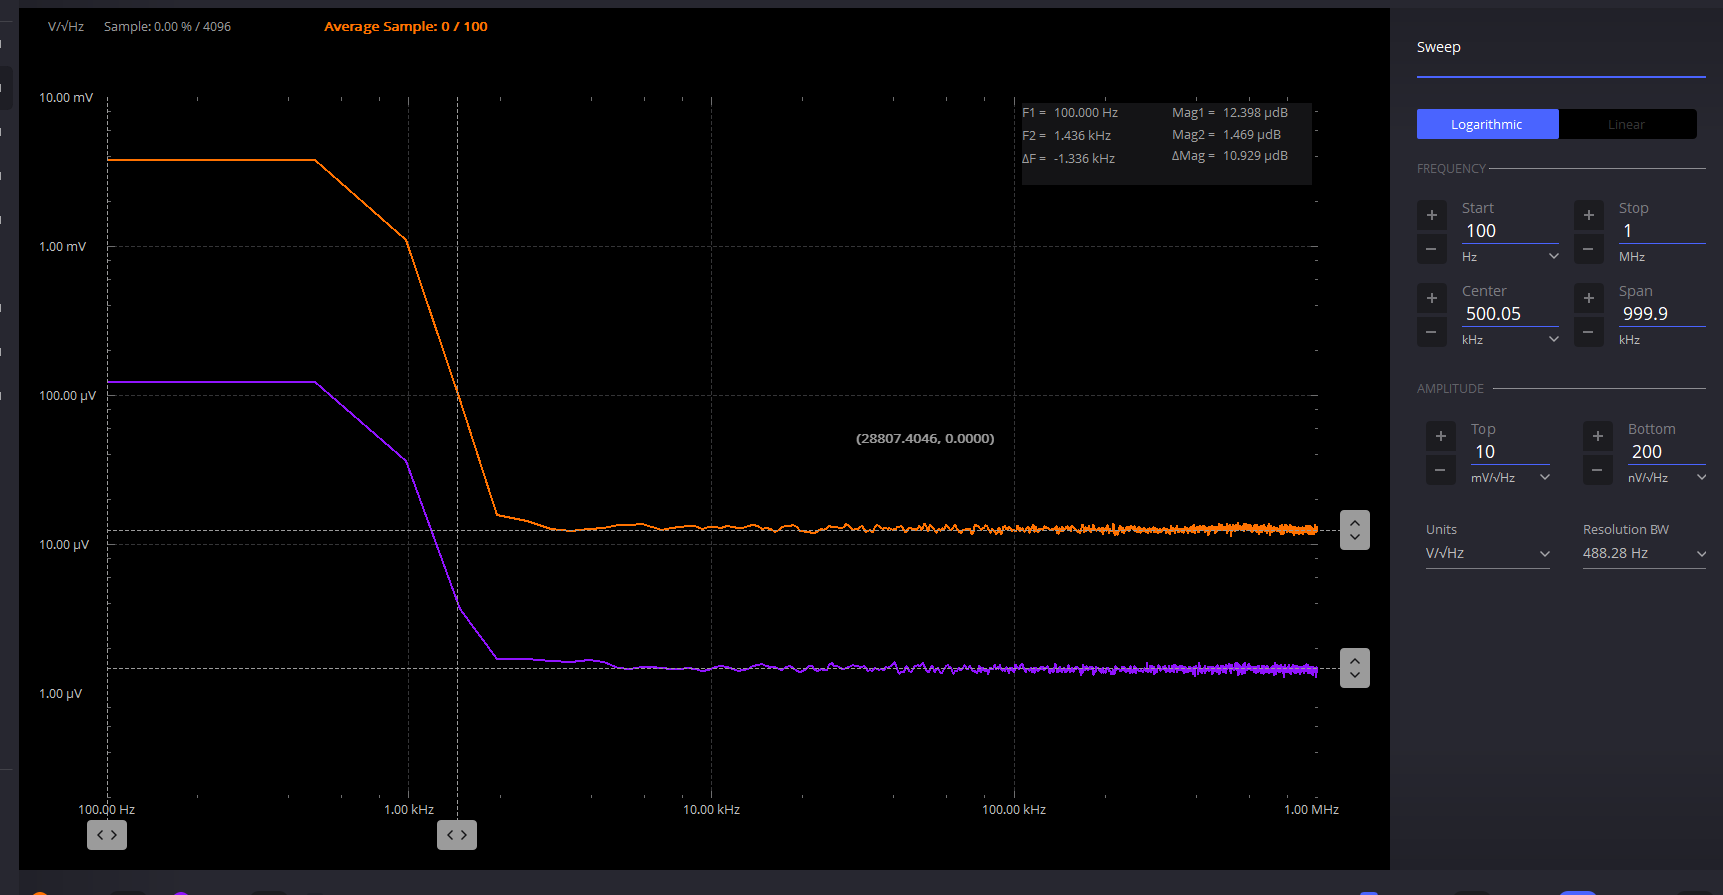 V/√Hz Sample: 0.00 % / 4096 Average Sample: 0 / 100
10.00 mV
1.00 mV
100.00 µV
10.00 µV
1.00 µV
F1 = 100.000 Hz Mag1 = 12.398 µdB
F2 = 1.436 kHz Mag2 = 1.469 µdB
ΔF = -1.336 kHz ΔMag = 10.929 µdB
(28807.4046, 0.0000)
100.00 Hz 1.00 kHz 10.00 kHz 100.00 kHz 1.00 MHz
Sweep
Logarithmic Linear
FREQUENCY
Start Stop
100 1
Hz MHz
Center Span
500.05 999.9
kHz kHz
AMPLITUDE
Top Bottom
10 200
mV/√Hz nV/√Hz
Units Resolution BW
V/√Hz 488.28 Hz